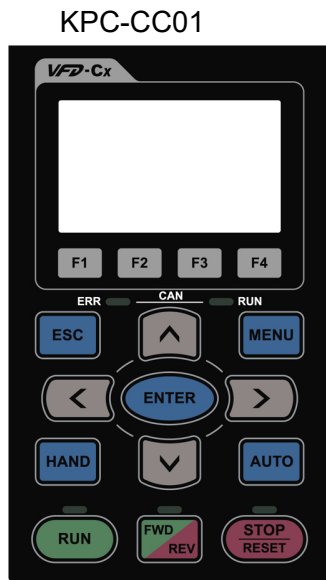 KPC-CC01
VFD-Cx
F1 F2 F3 F4
ERR CAN RUN
ESC MENU
ENTER
HAND AUTO
RUN FWD STOP
REV RESET